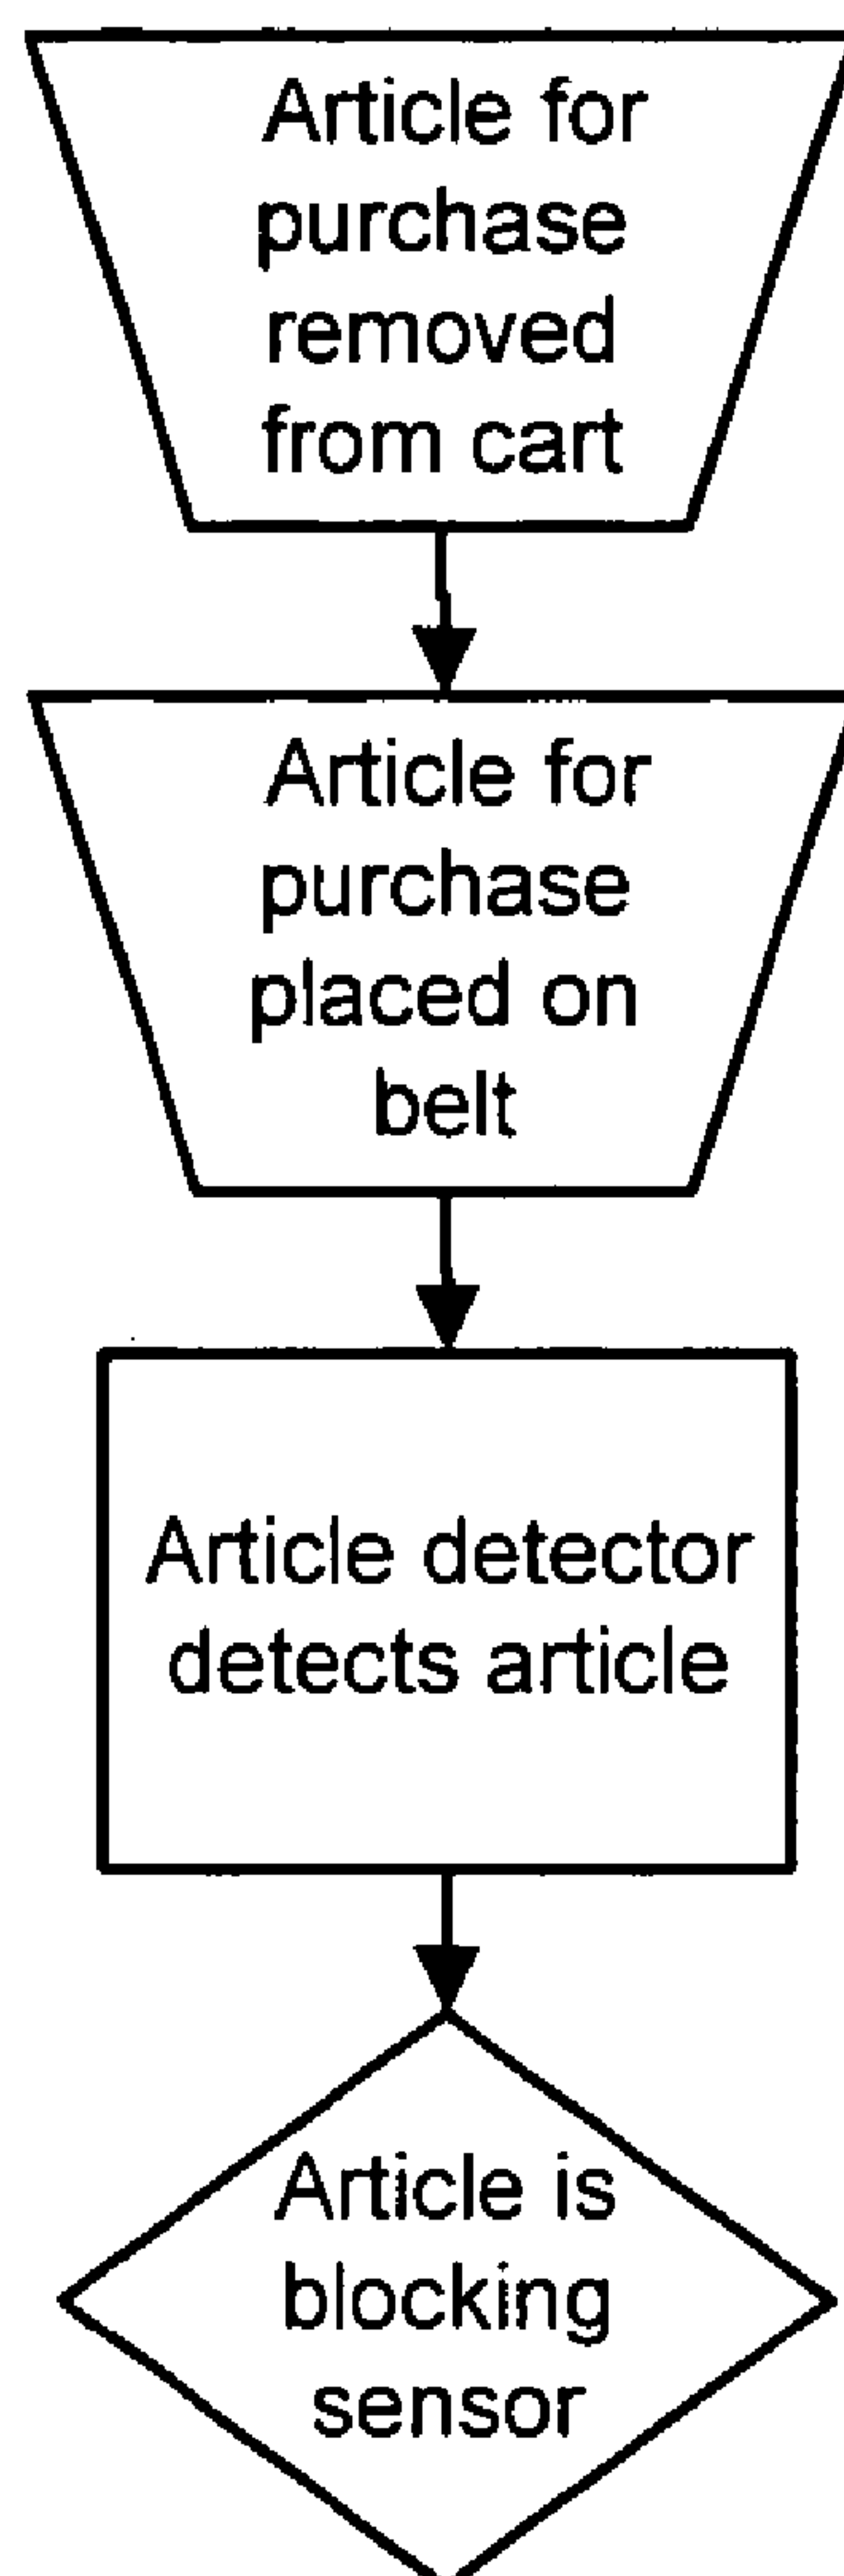 Article for
purchase
removed
from cart
Article for
purchase
placed on
belt
Article detector
detects article
Article is
blocking
sensor